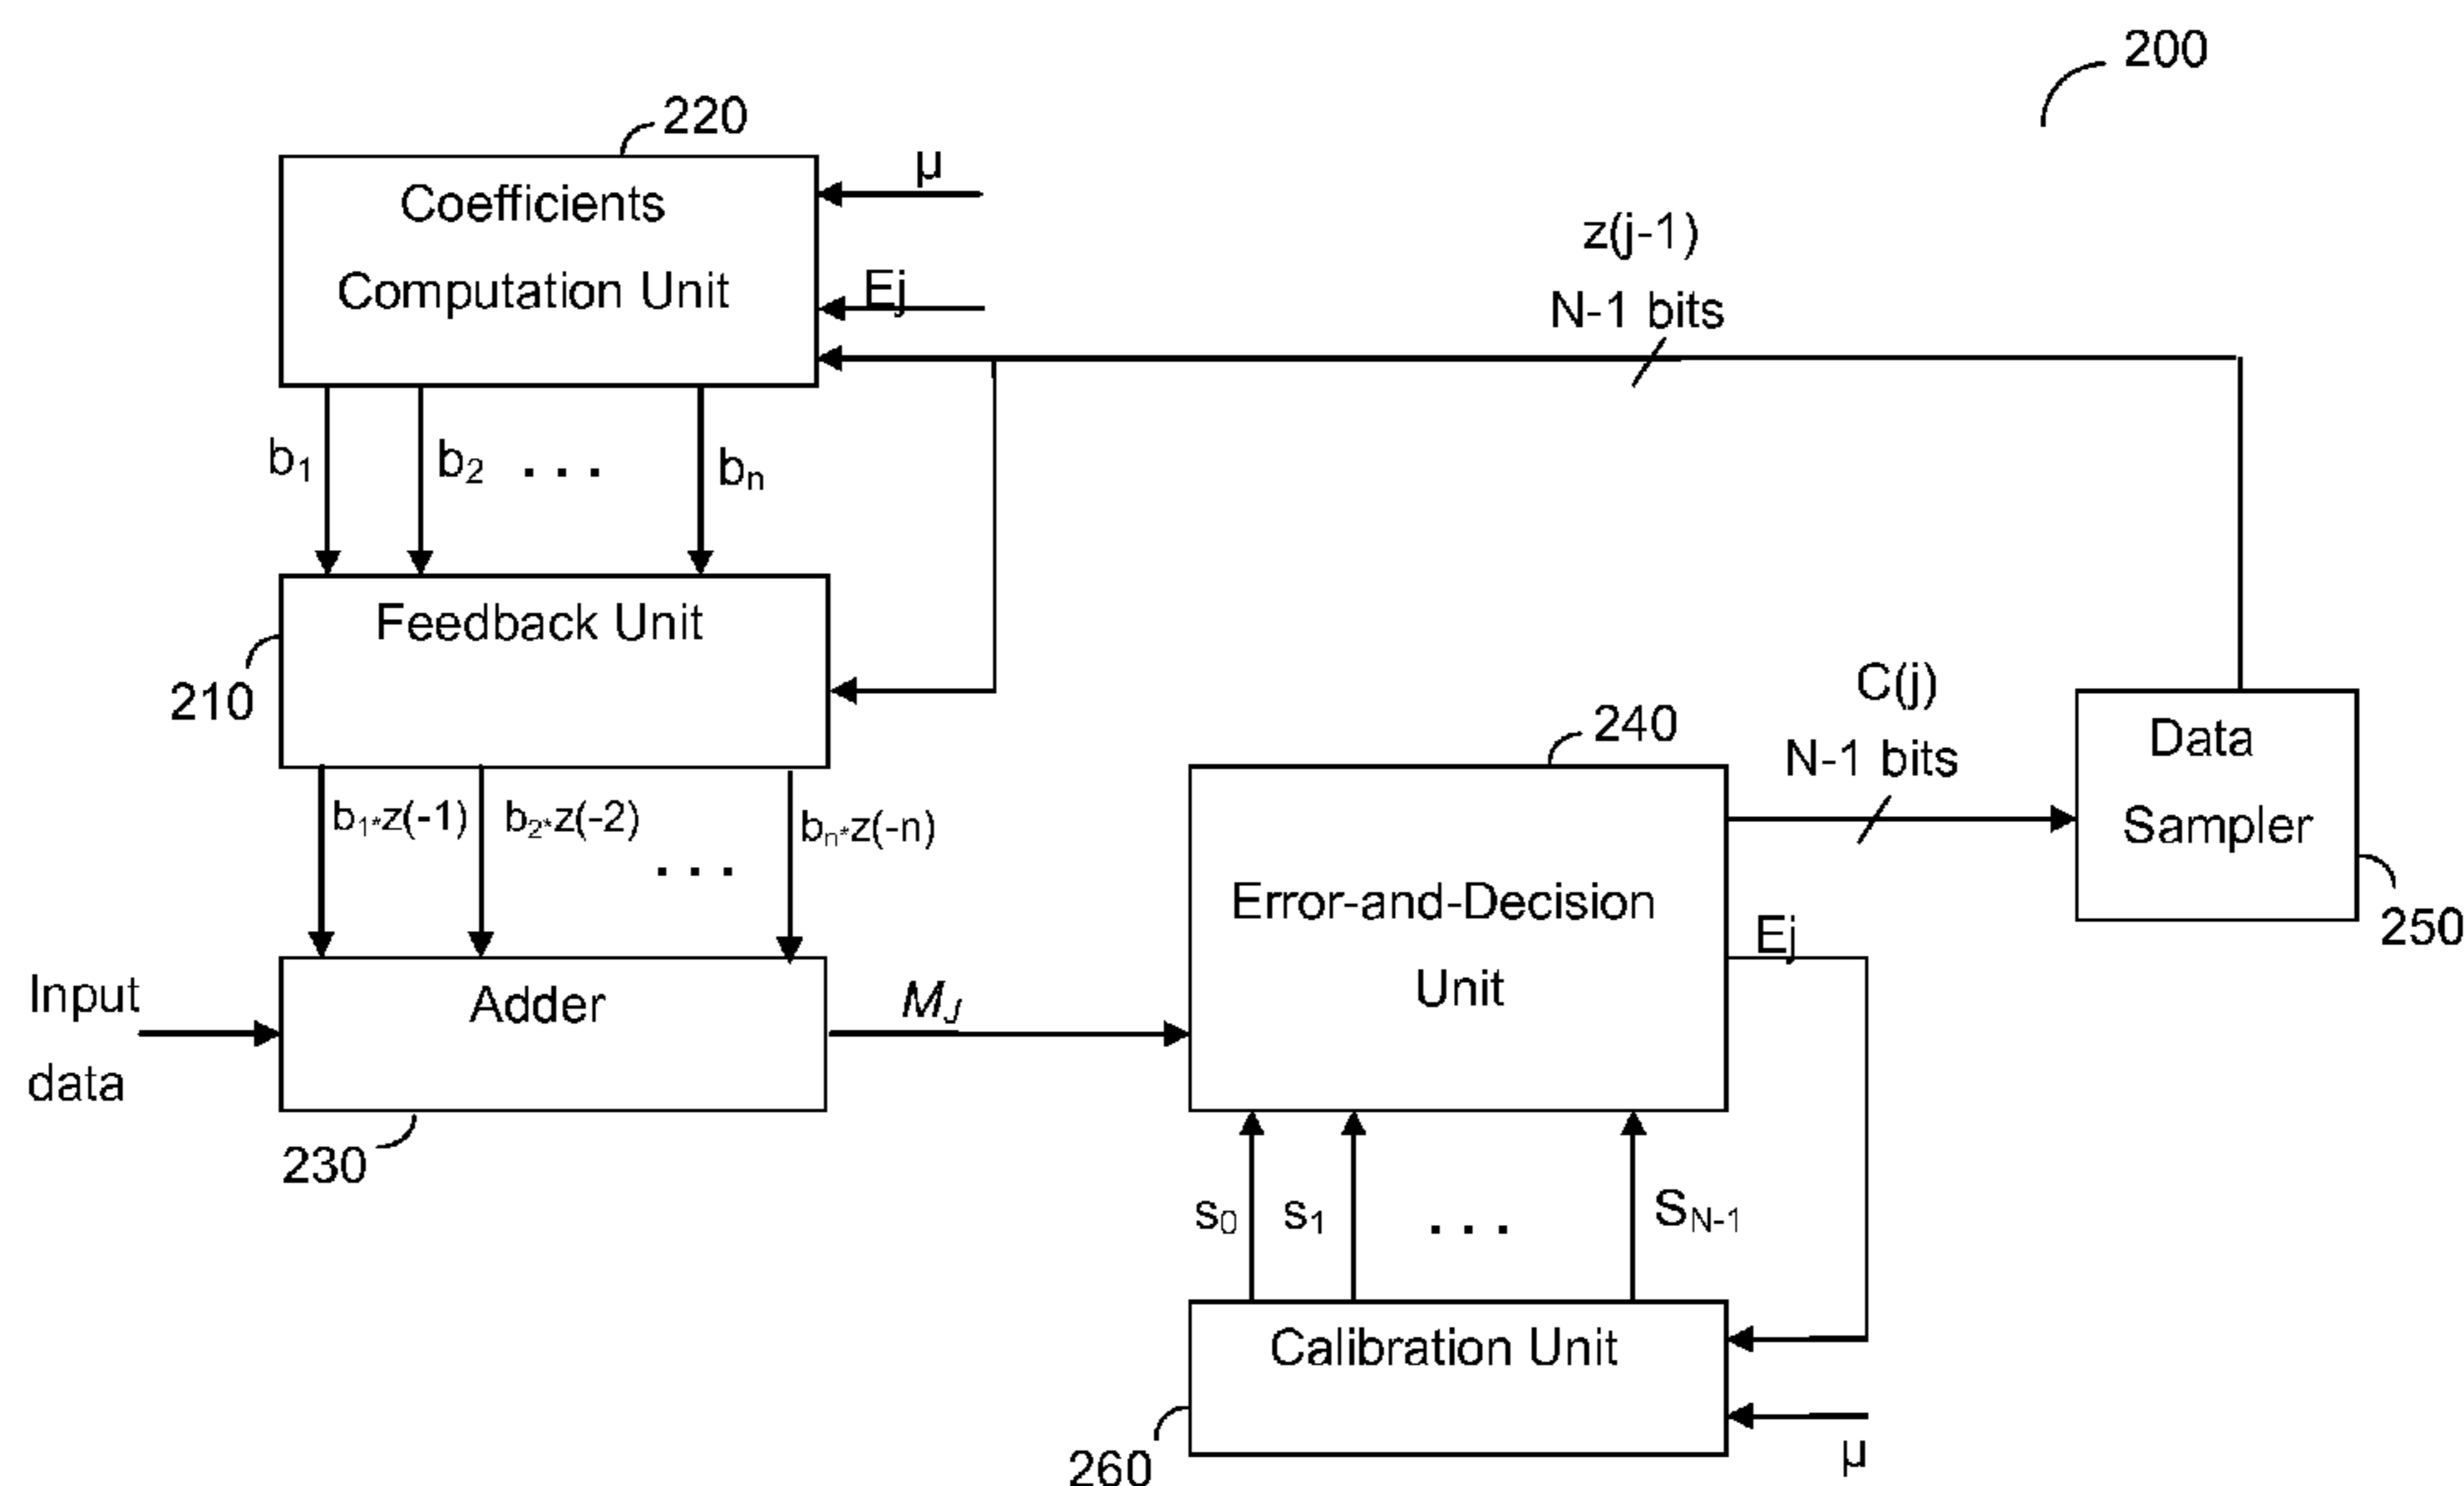 200
220
Coefficients
Computation Unit
μ
Ej
z(j-1)
N-1 bits
b₁
b₂
. . .
bₙ
Feedback Unit
210
b₁*z(-1)
b₂*z(-2)
. . .
bₙ*z(-n)
Input
data
Adder
230
M_J
240
Error-and-Decision
Unit
C(j)
N-1 bits
Data
Sampler
250
Ej
s₀
s₁
. . .
S_N-1
Calibration Unit
260
μ